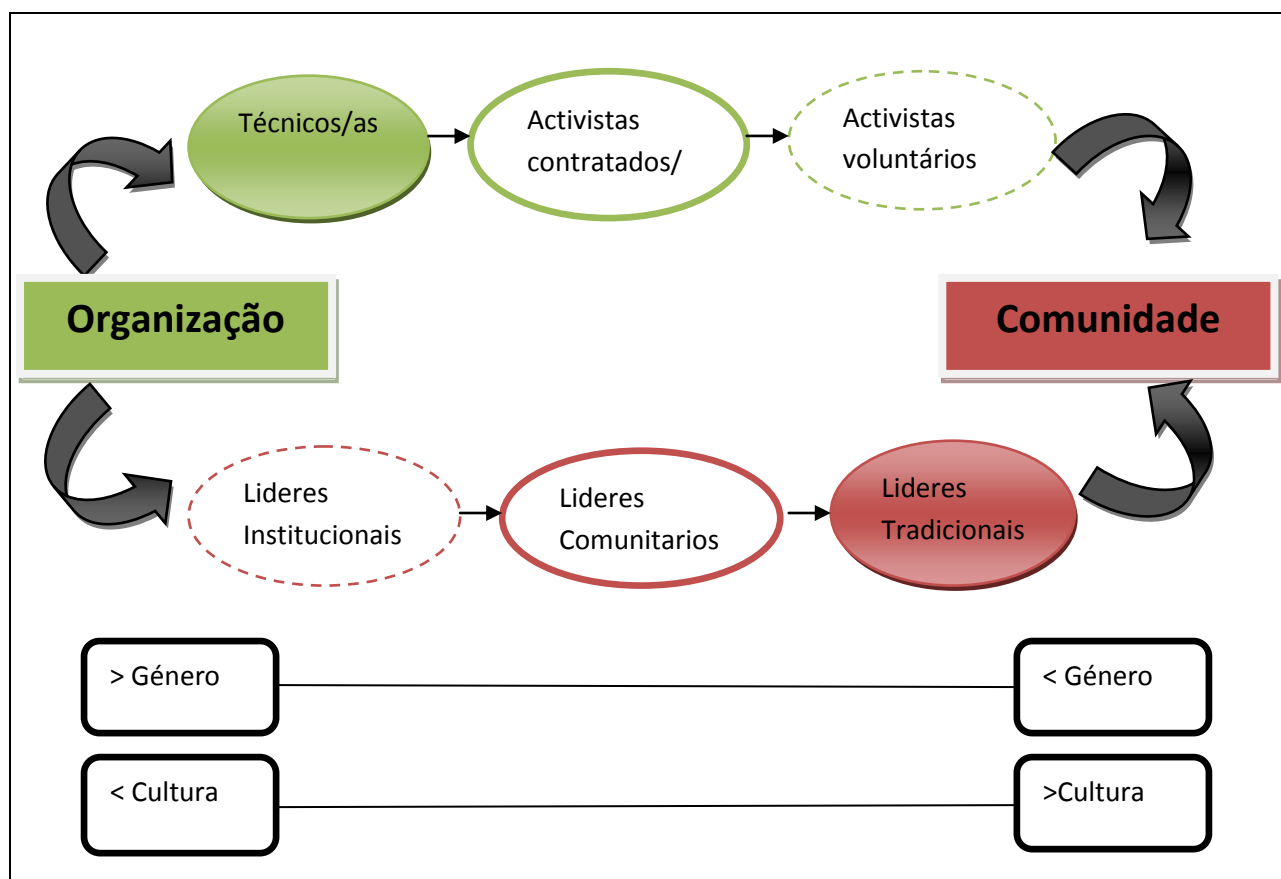 Técnicos/as
Activistas
contratados/
Activistas
voluntários
Organização
Comunidade
Lideres
Institucionais
Lideres
Comunitarios
Lideres
Tradicionais
> Género
< Género
< Cultura
>Cultura